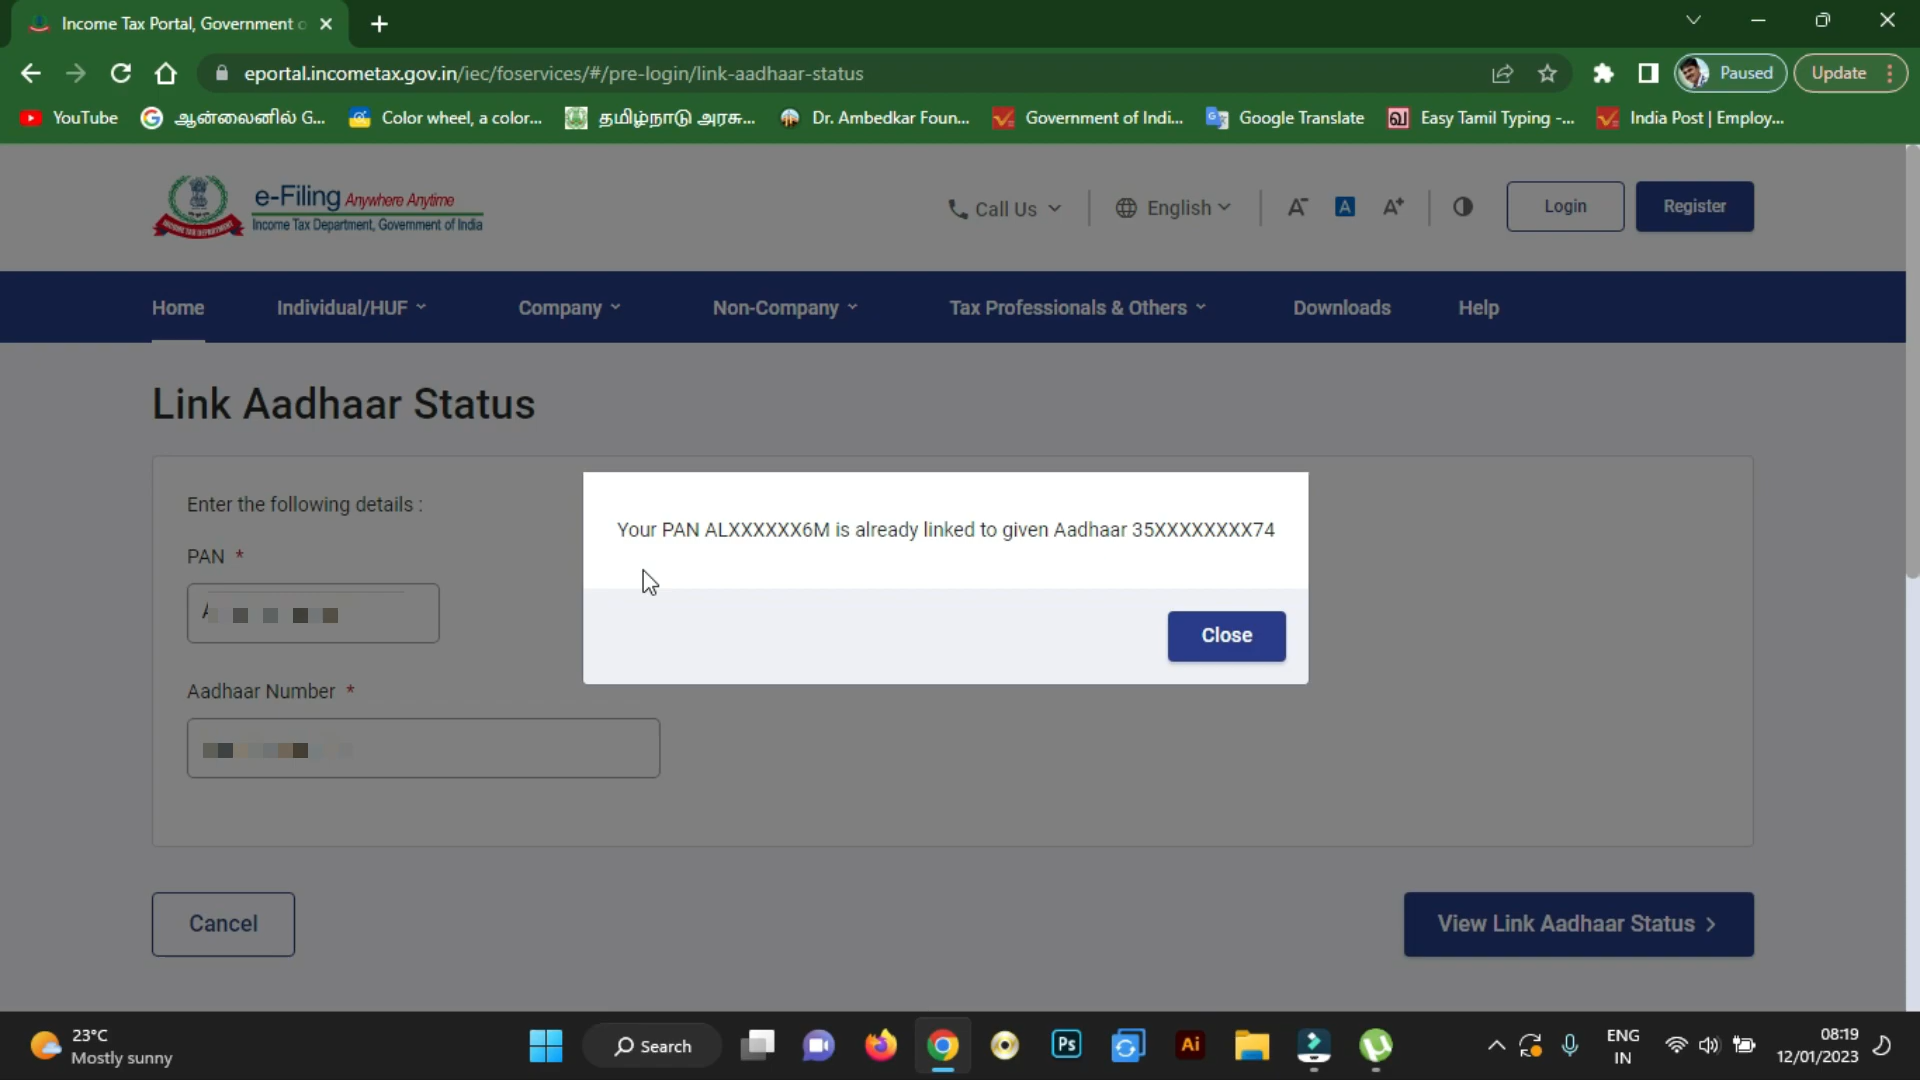 Income Tax Portal, Government o
eportal.incometax.gov.in/iec/foservices/#/pre-login/link-aadhaar-status
Paused
Update
YouTube
ஆன்லைனில் G...
Color wheel, a color...
தமிழ்நாடு அரசு...
Dr. Ambedkar Foun...
Government of Indi...
Google Translate
Easy Tamil Typing -...
India Post | Employ...
e-Filing Anywhere Anytime
Income Tax Department, Government of India
Call Us
English
A-
A
A+
Login
Register
Home
Individual/HUF
Company
Non-Company
Tax Professionals & Others
Downloads
Help
Link Aadhaar Status
Enter the following details :
Your PAN ALXXXXXX6M is already linked to given Aadhaar 35XXXXXXXX74
PAN *
Close
Aadhaar Number *
Cancel
View Link Aadhaar Status >
23°C
Mostly sunny
Search
Ps
Ai
ENG
IN
08:19
12/01/2023